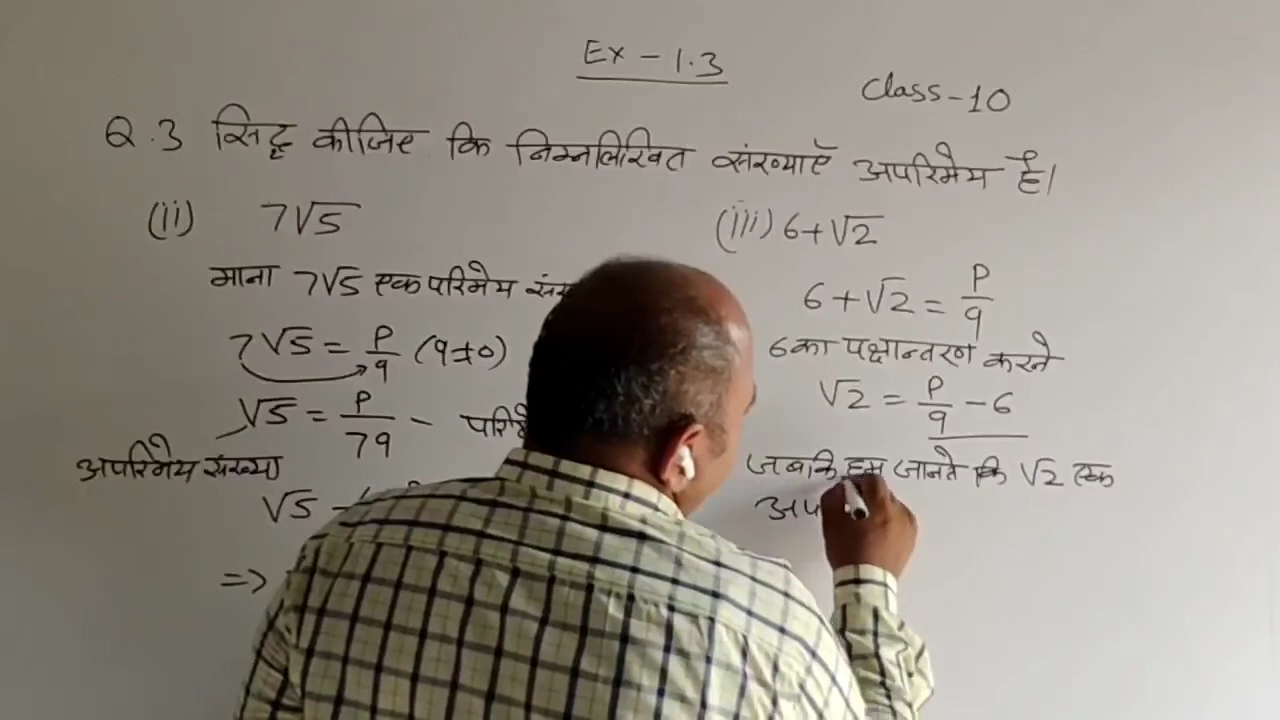 Ex - 1.3
Class-10
Q.3 सिद्ध कीजिए कि निम्नलिखित संख्याएँ अपरिमेय है।
(ii) 7√5
माना 7√5 एक परिमेय
7√5 = p/q (q≠0)
√5 = p/7q -
अपरिमेय संख्या
√5
=>
(iii) 6+√2
6+√2 = p/q
6 का पक्षान्तरण करने
√2 = p/q - 6
जबकि हम जानते कि √2 एक